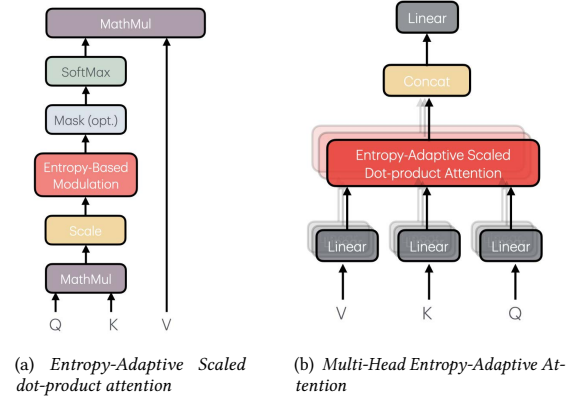 MathMul
SoftMax
Mask (opt.)
Entropy-Based
Modulation
Scale
MathMul
Q K V
(a) Entropy-Adaptive Scaled
dot-product attention
Linear
Concat
Entropy-Adaptive Scaled
Dot-product Attention
Linear Linear Linear
V K Q
(b) Multi-Head Entropy-Adaptive At-
tention